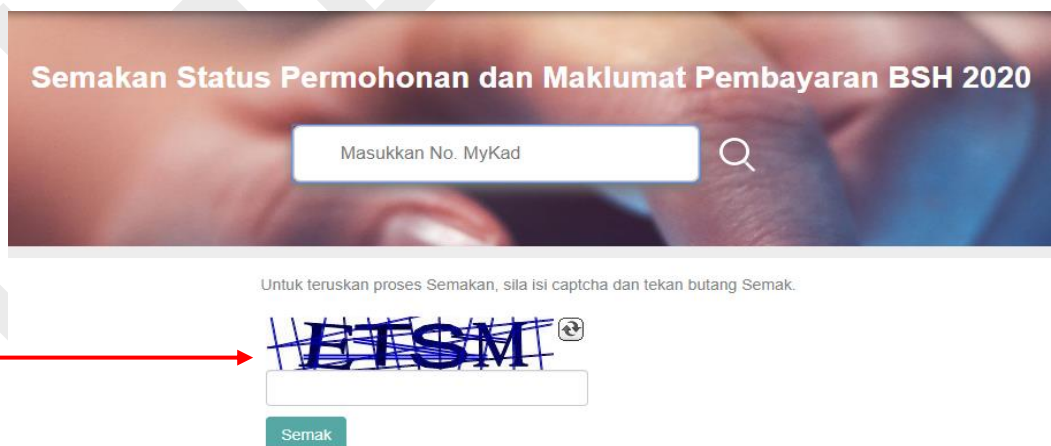 Semakan Status Permohonan dan Maklumat Pembayaran BSH 2020
Masukkan No. MyKad
Untuk teruskan proses Semakan, sila isi captcha dan tekan butang Semak.
ETSM
Semak